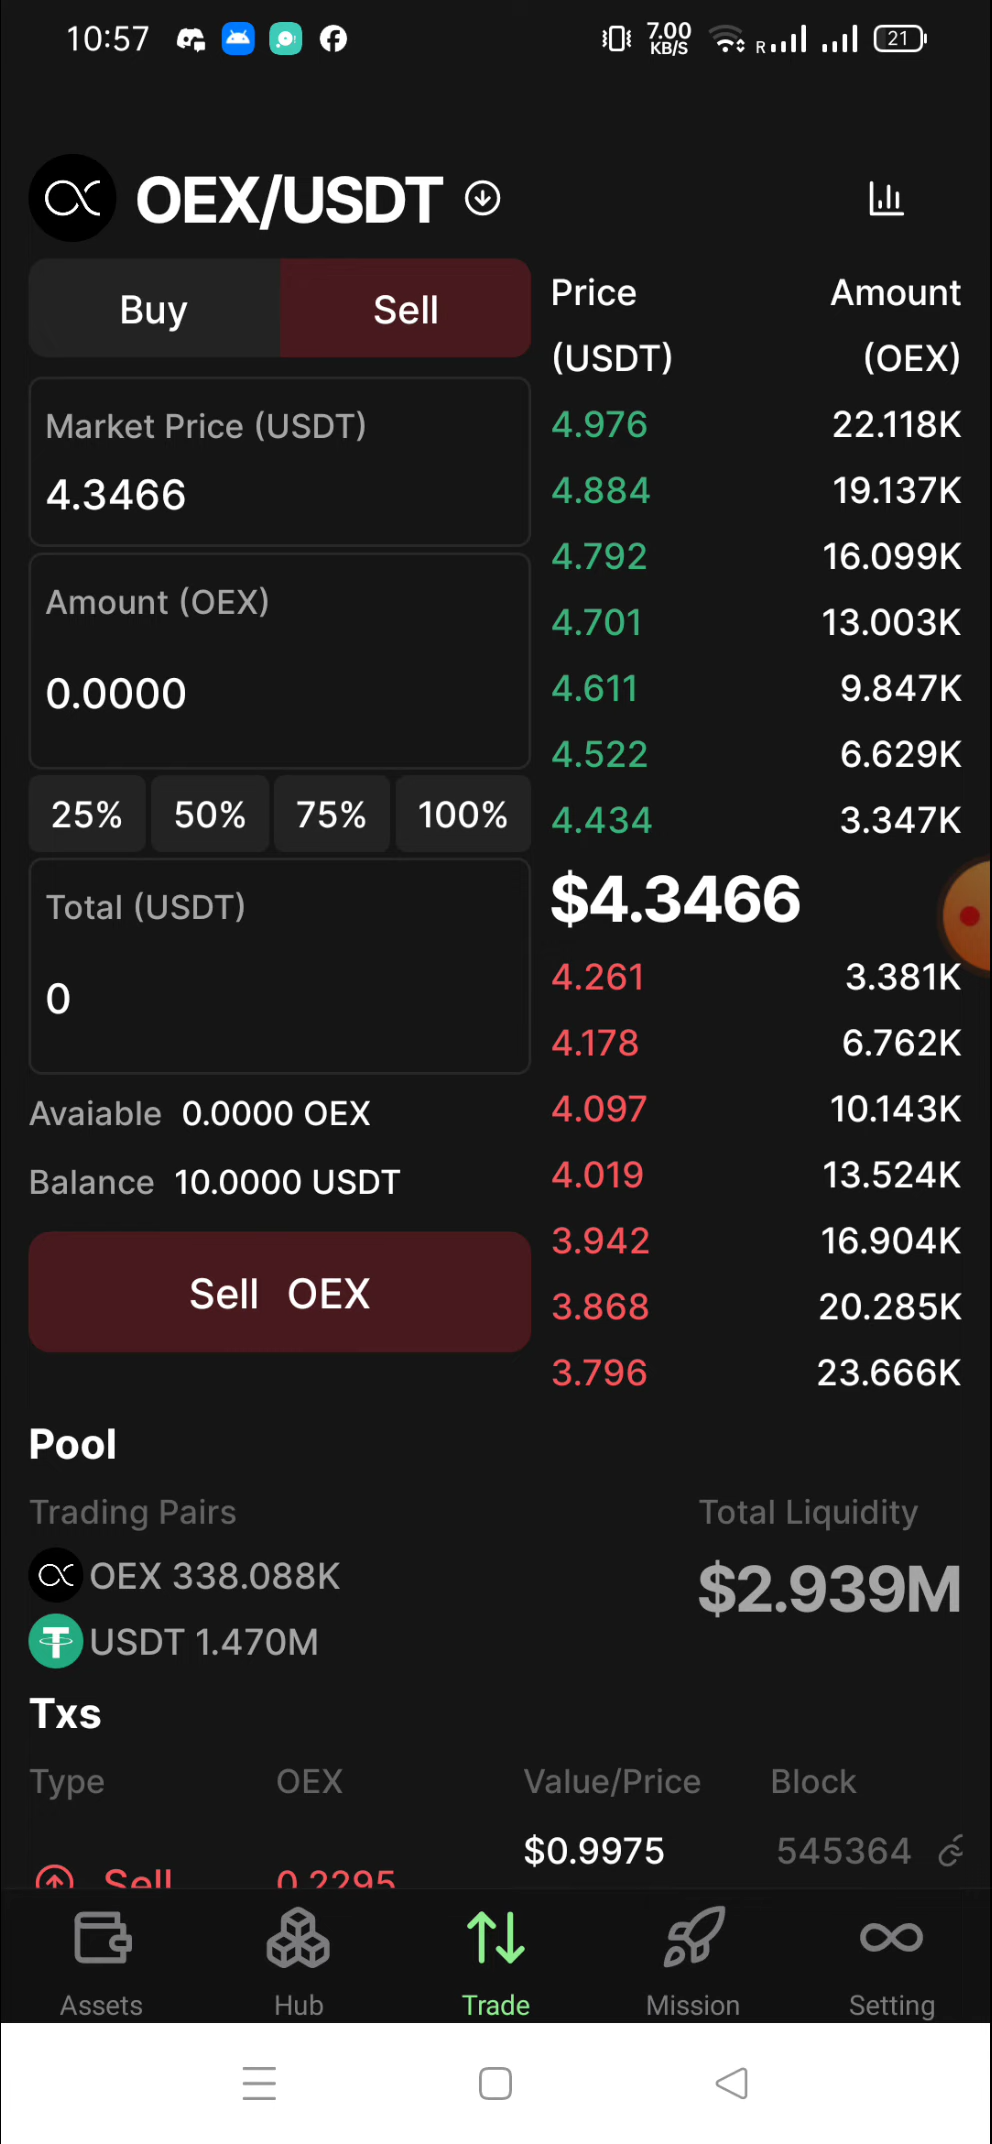 10:57
7.00
KB/S
R
21
OEX/USDT
Buy
Sell
Market Price (USDT)
4.3466
Amount (OEX)
0.0000
25%
50%
75%
100%
Total (USDT)
0
Avaiable 0.0000 OEX
Balance 10.0000 USDT
Sell OEX
Price Amount
(USDT) (OEX)
4.976 22.118K
4.884 19.137K
4.792 16.099K
4.701 13.003K
4.611 9.847K
4.522 6.629K
4.434 3.347K
$4.3466
4.261 3.381K
4.178 6.762K
4.097 10.143K
4.019 13.524K
3.942 16.904K
3.868 20.285K
3.796 23.666K
Pool
Trading Pairs Total Liquidity
OEX 338.088K $2.939M
USDT 1.470M
Txs
Type OEX Value/Price Block
$0.9975 545364
Sell 0.2295
Assets Hub Trade Mission Setting